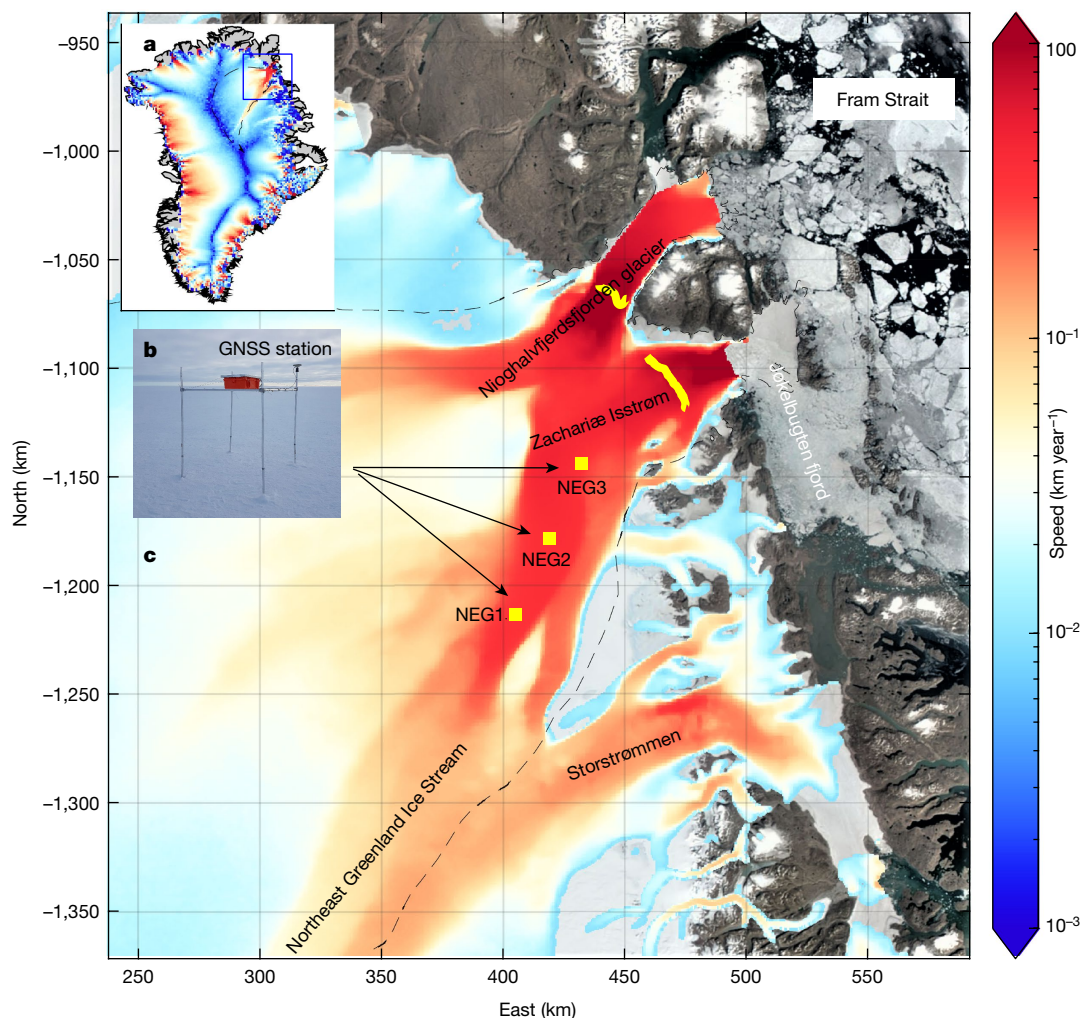 a
Fram Strait
b
GNSS station
c
Nioghalvfjerdsfjorden glacier
Zachariæ Isstrøm
Jøkelbugten fjord
NEG3
NEG2
NEG1
Storstrømmen
Northeast Greenland Ice Stream
−950
−1,000
−1,050
−1,100
−1,150
−1,200
−1,250
−1,300
−1,350
North (km)
250
300
350
400
450
500
550
East (km)
100
10−1
10−2
10−3
Speed (km year−1)